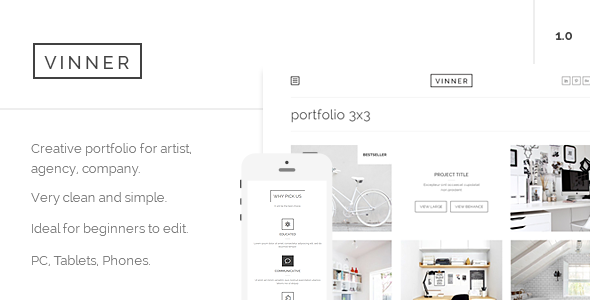 VINNER
1.0
Creative portfolio for artist,
agency, company.
Very clean and simple.
Ideal for beginners to edit.
PC, Tablets, Phones.
VINNER
portfolio 3x3
BESTSELLER
PROJECT TITLE
VIEW LARGE
VIEW BEHANCE
WHY PICK US
EDUCATED
COMMUNICATIVE